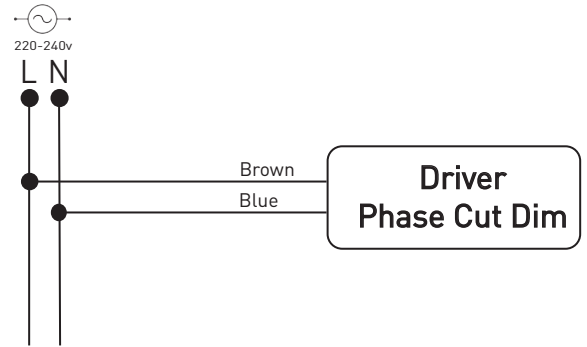 220-240v
L N
Brown
Blue
Driver
Phase Cut Dim